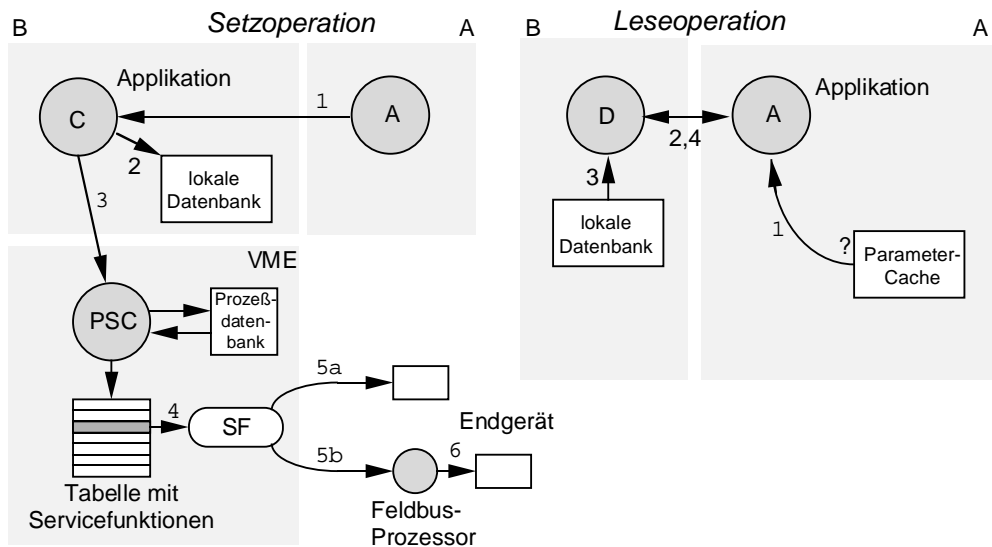 B
Setzoperation
A
Applikation
C
1
A
2
lokale
Datenbank
3
VME
PSC
Prozeß-
daten-
bank
5a
4
SF
Endgerät
5b
6
Tabelle mit
Servicefunktionen
Feldbus-
Prozessor
B
Leseoperation
A
Applikation
D
A
2,4
3
lokale
Datenbank
1
?
Parameter-
Cache